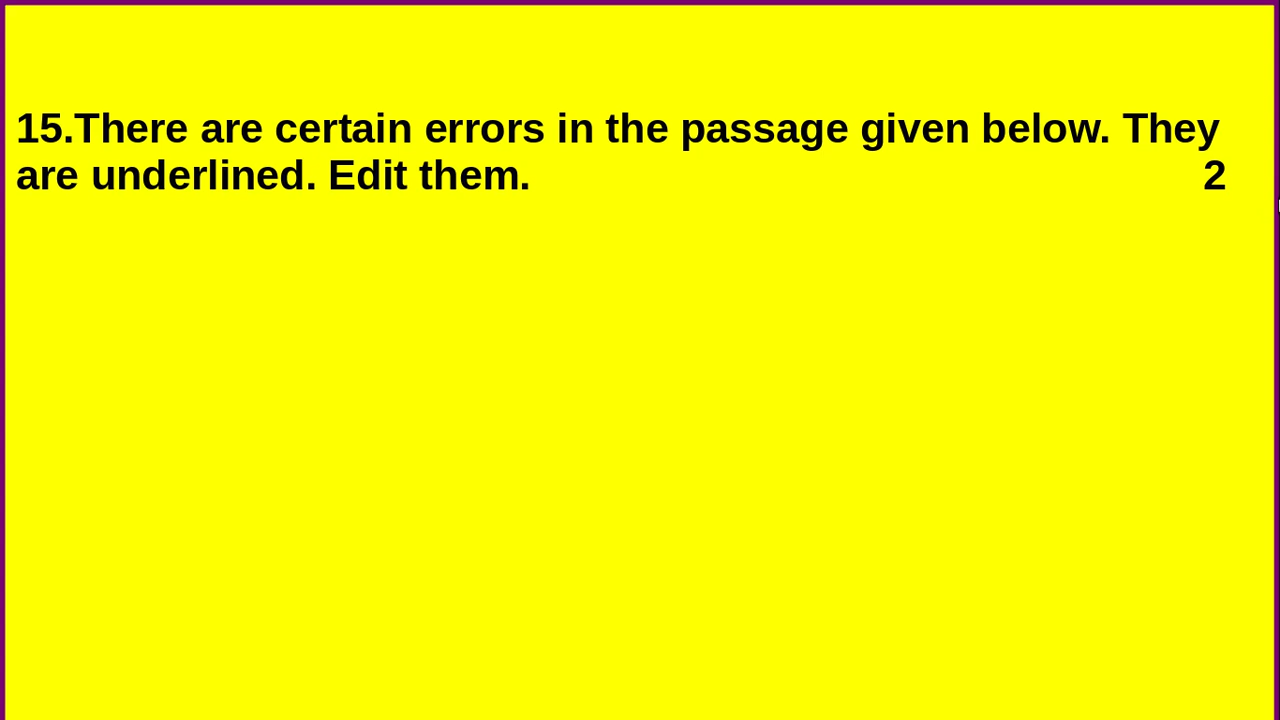 15.There are certain errors in the passage given below. They
are underlined. Edit them. 2